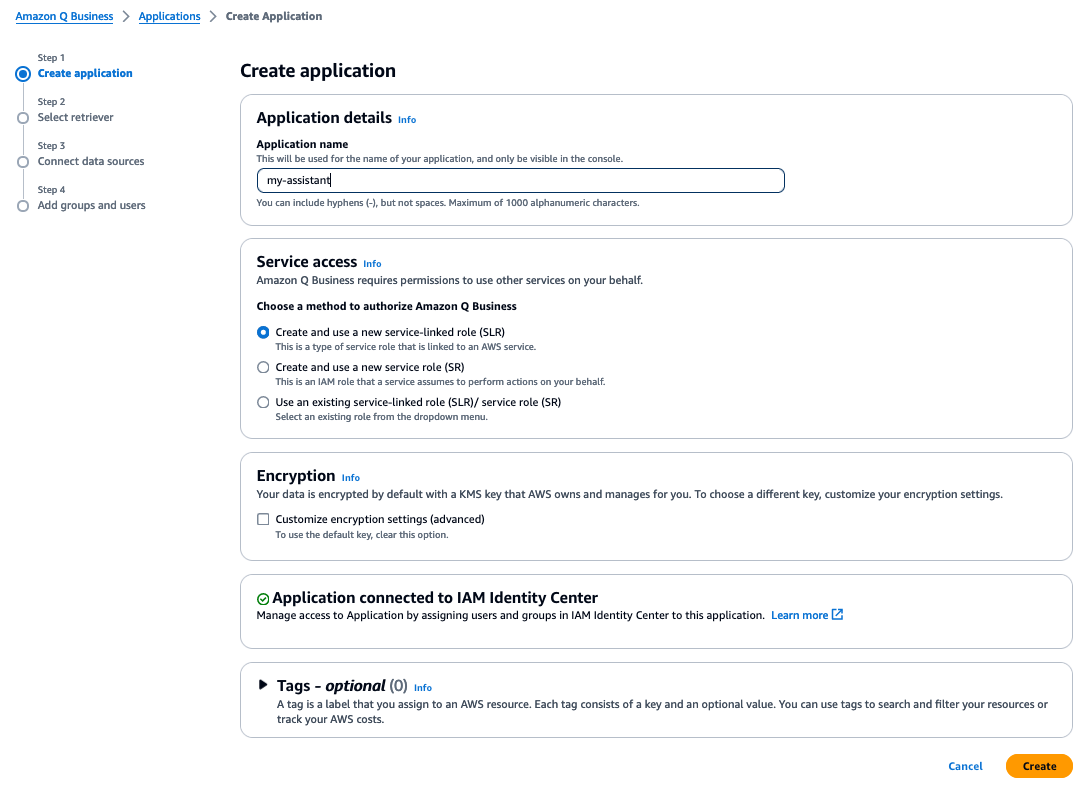 Amazon Q Business > Applications > Create Application
Step 1
Create application
Step 2
Select retriever
Step 3
Connect data sources
Step 4
Add groups and users
Create application
Application details Info
Application name
This will be used for the name of your application, and only be visible in the console.
my-assistant
You can include hyphens (-), but not spaces. Maximum of 1000 alphanumeric characters.
Service access Info
Amazon Q Business requires permissions to use other services on your behalf.
Choose a method to authorize Amazon Q Business
Create and use a new service-linked role (SLR)
This is a type of service role that is linked to an AWS service.
Create and use a new service role (SR)
This is an IAM role that a service assumes to perform actions on your behalf.
Use an existing service-linked role (SLR)/ service role (SR)
Select an existing role from the dropdown menu.
Encryption Info
Your data is encrypted by default with a KMS key that AWS owns and manages for you. To choose a different key, customize your encryption settings.
Customize encryption settings (advanced)
To use the default key, clear this option.
Application connected to IAM Identity Center
Manage access to Application by assigning users and groups in IAM Identity Center to this application. Learn more
Tags - optional (0) Info
A tag is a label that you assign to an AWS resource. Each tag consists of a key and an optional value. You can use tags to search and filter your resources or
track your AWS costs.
Cancel Create